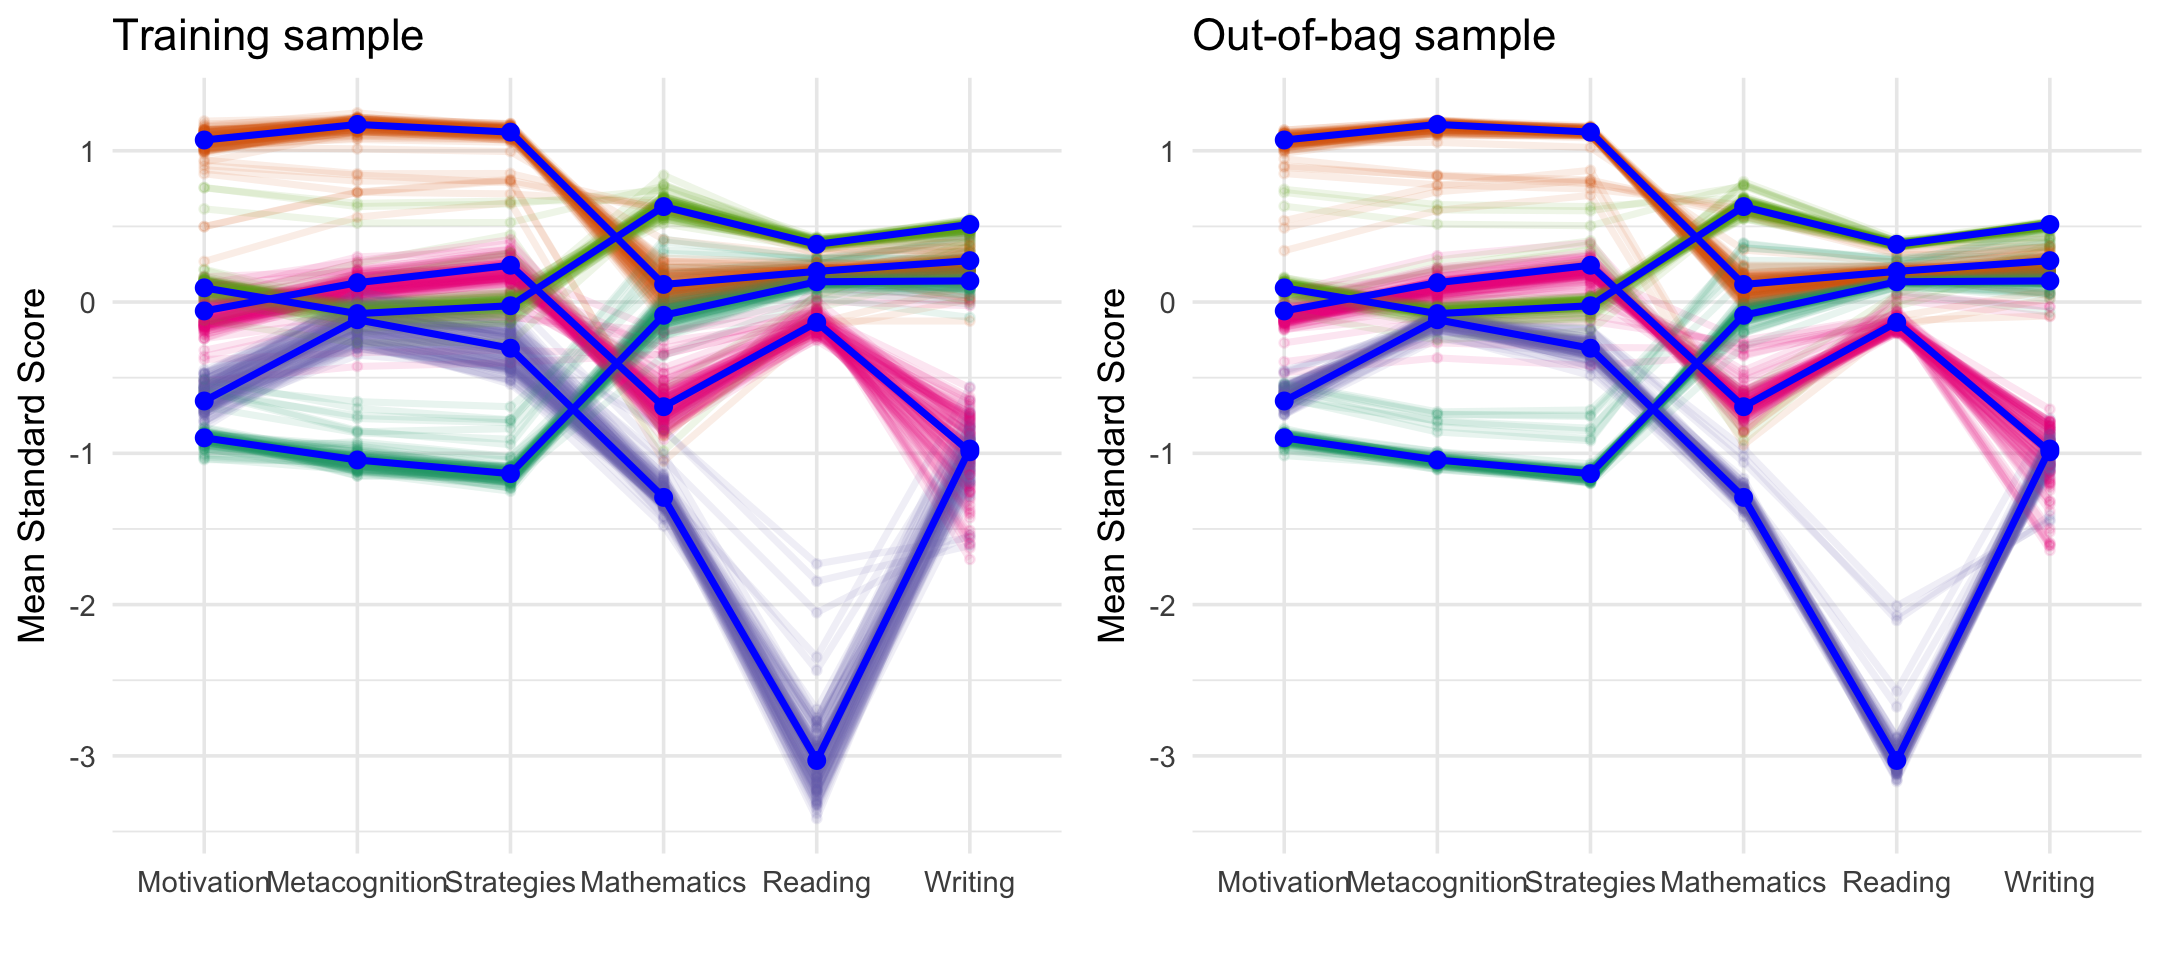 Training sample
Mean Standard Score
1
0
-1
-2
-3
Motivation Metacognition Strategies Mathematics Reading Writing
Out-of-bag sample
Mean Standard Score
1
0
-1
-2
-3
Motivation Metacognition Strategies Mathematics Reading Writing